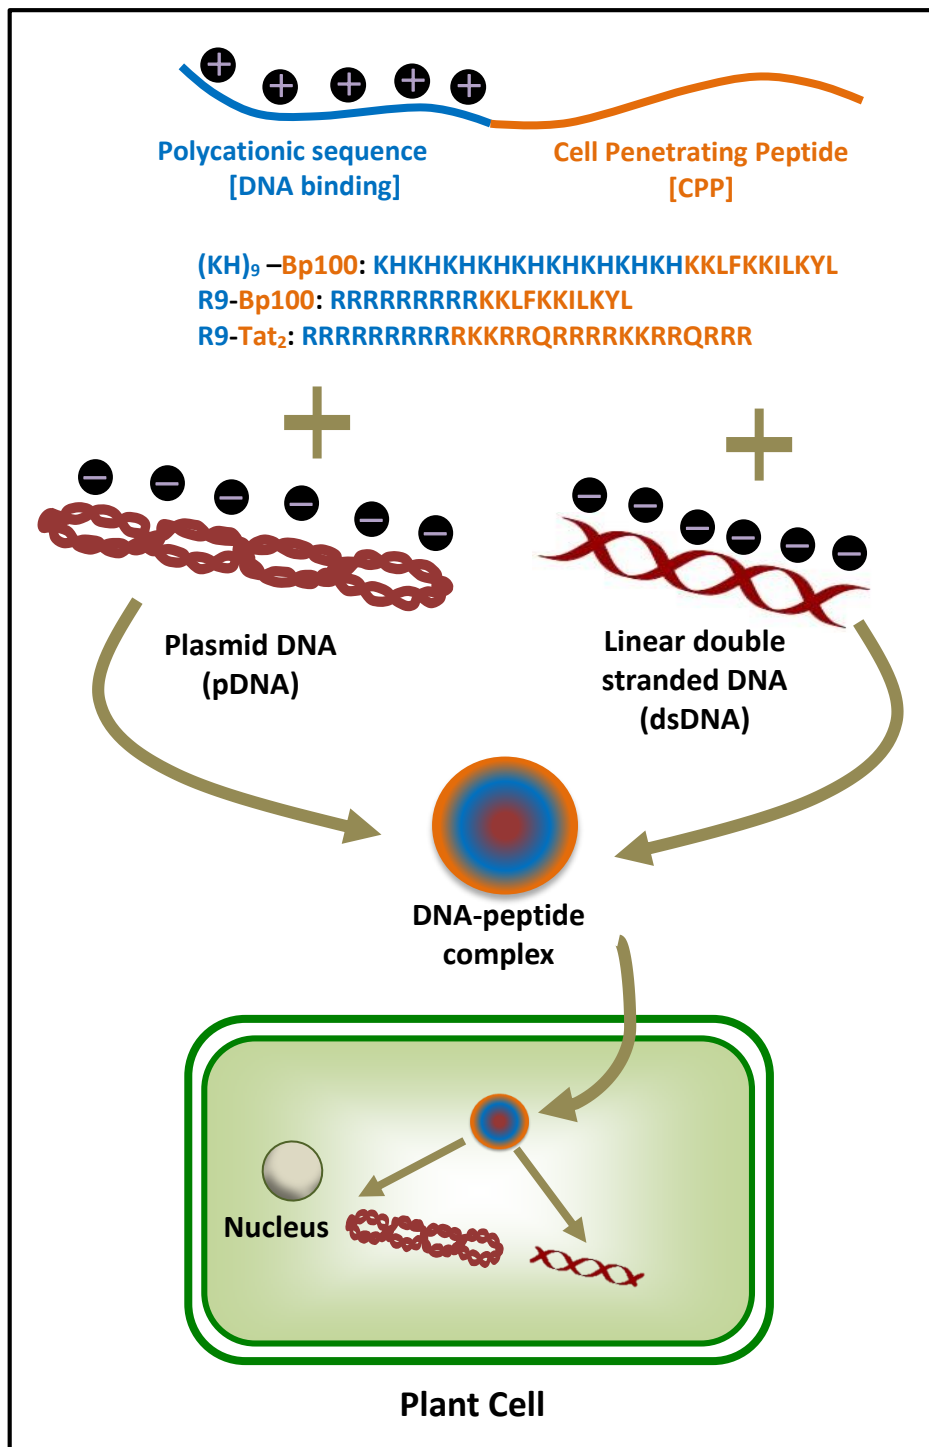 Polycationic sequence
[DNA binding]
Cell Penetrating Peptide
[CPP]
(KH)₉ –Bp100: KHKHKHKHKHKHKHKHKHKKLFKKILKYL
R9-Bp100: RRRRRRRRRKKLFKKILKYL
R9-Tat₂: RRRRRRRRRRKKRRQRRRRKKRRQRRR
Plasmid DNA
(pDNA)
Linear double
stranded DNA
(dsDNA)
DNA-peptide
complex
Nucleus
Plant Cell